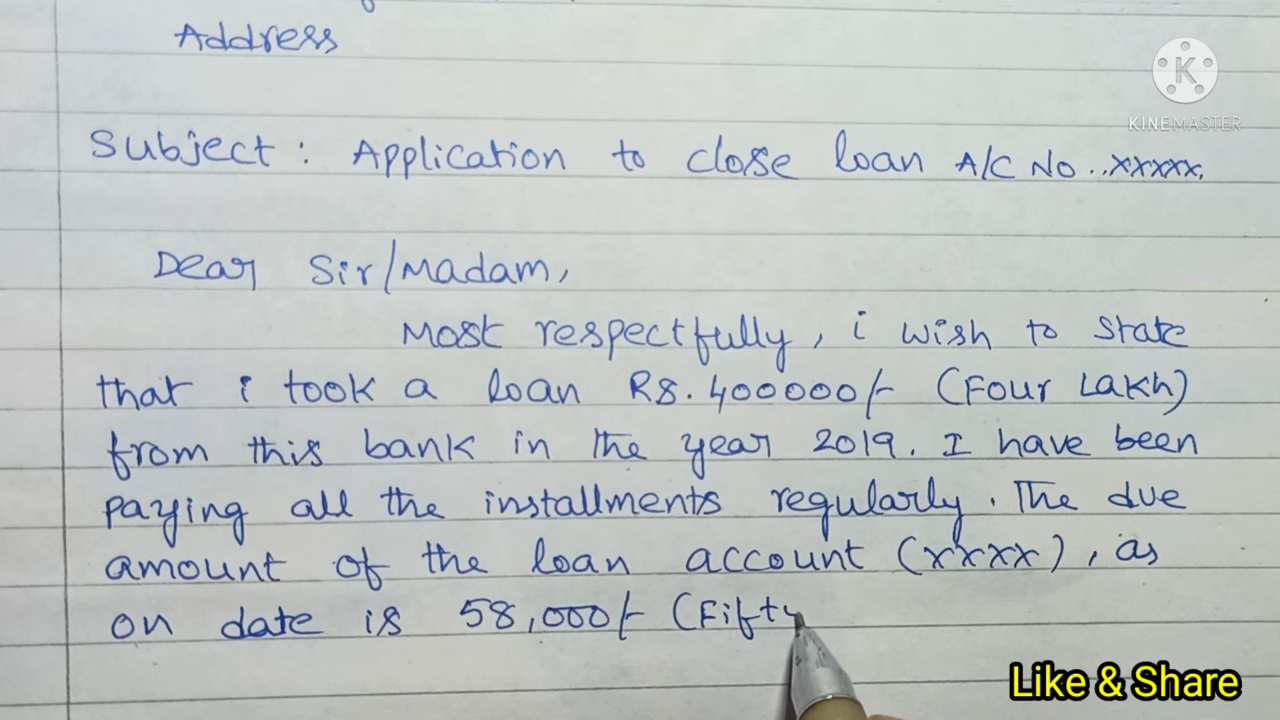 Address
KINEMASTER
Subject: Application to close loan A/C No..xxxxx.
Dear Sir/Madam,
Most respectfully, i wish to state
that i took a loan Rs. 400000/- (Four Lakh)
from this bank in the year 2019. I have been
paying all the installments regularly. The due
amount of the loan account (xxxx), as
on date is 58,000/- (Fifty
Like & Share